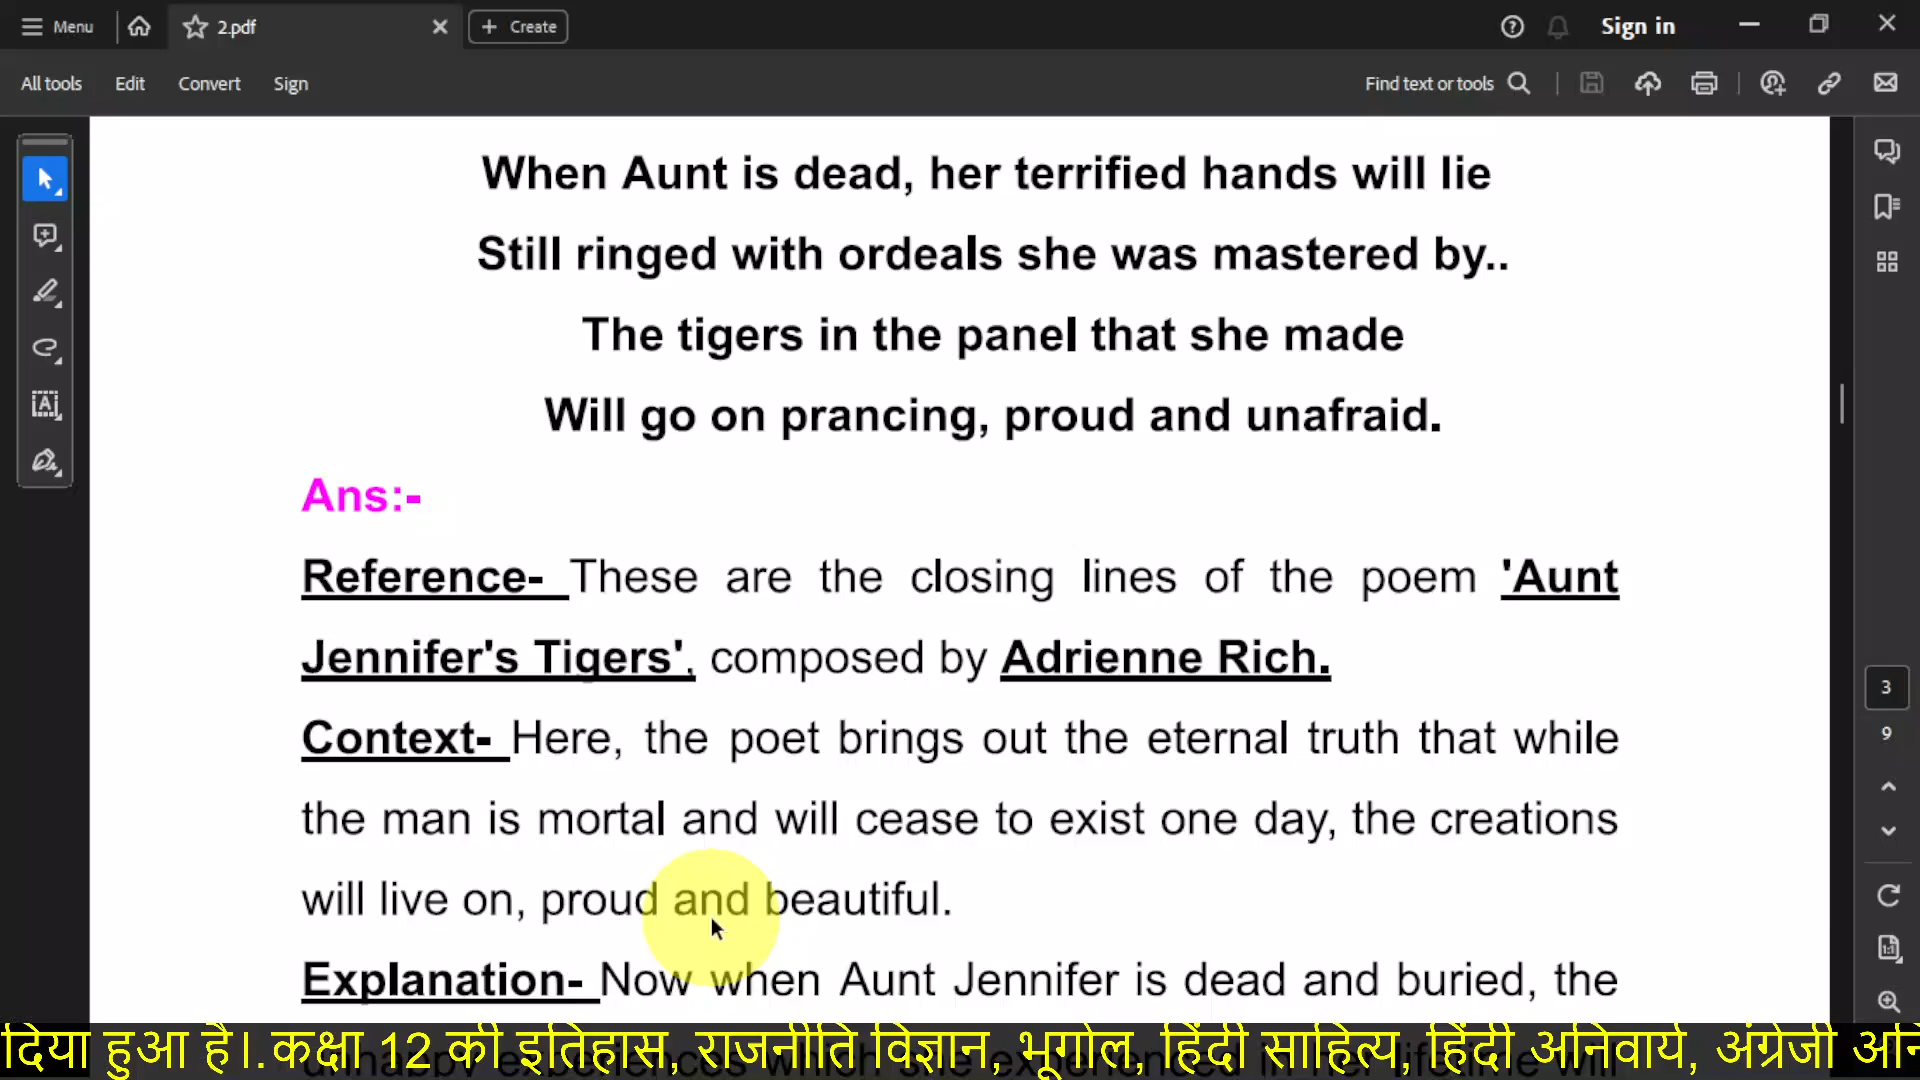 Menu
2.pdf
Create
Sign in
All tools
Edit
Convert
Sign
Find text or tools
When Aunt is dead, her terrified hands will lie
Still ringed with ordeals she was mastered by..
The tigers in the panel that she made
Will go on prancing, proud and unafraid.
Ans:-
Reference- These are the closing lines of the poem 'Aunt
Jennifer's Tigers', composed by Adrienne Rich.
Context- Here, the poet brings out the eternal truth that while
the man is mortal and will cease to exist one day, the creations
will live on, proud and beautiful.
Explanation- Now when Aunt Jennifer is dead and buried, the
3
9
दिया हुआ है।. कक्षा 12 की इतिहास, राजनीति विज्ञान, भूगोल, हिंदी साहित्य, हिंदी अनिवार्य, अंग्रेजी